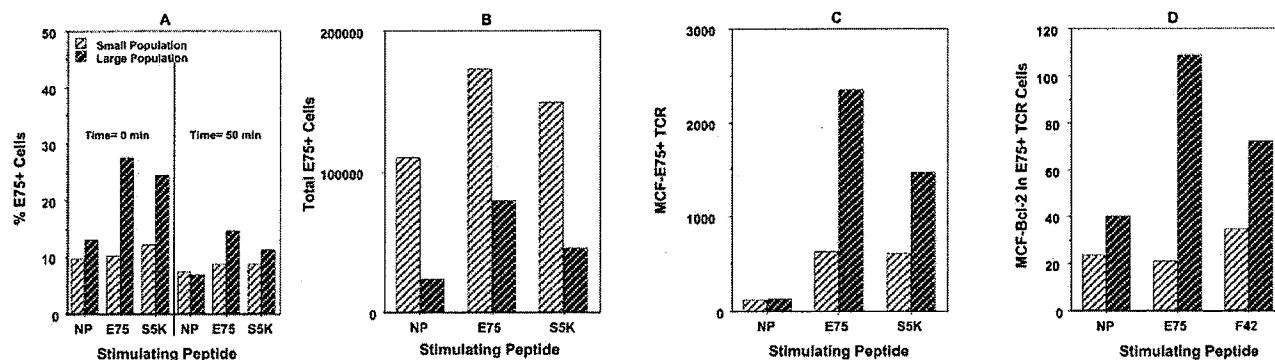 A
% E75+ Cells
50
40
30
20
10
0
Small Population
Large Population
Time= 0 min
Time= 50 min
NP E75 S5K NP E75 S5K
Stimulating Peptide
B
Total E75+ Cells
200000
100000
0
NP E75 S5K
Stimulating Peptide
C
MCF-E75+ TCR
3000
2000
1000
0
NP E75 S5K
Stimulating Peptide
D
MCF-Bcl-2 In E75+ TCR Cells
120
100
80
60
40
20
0
NP E75 F42
Stimulating Peptide